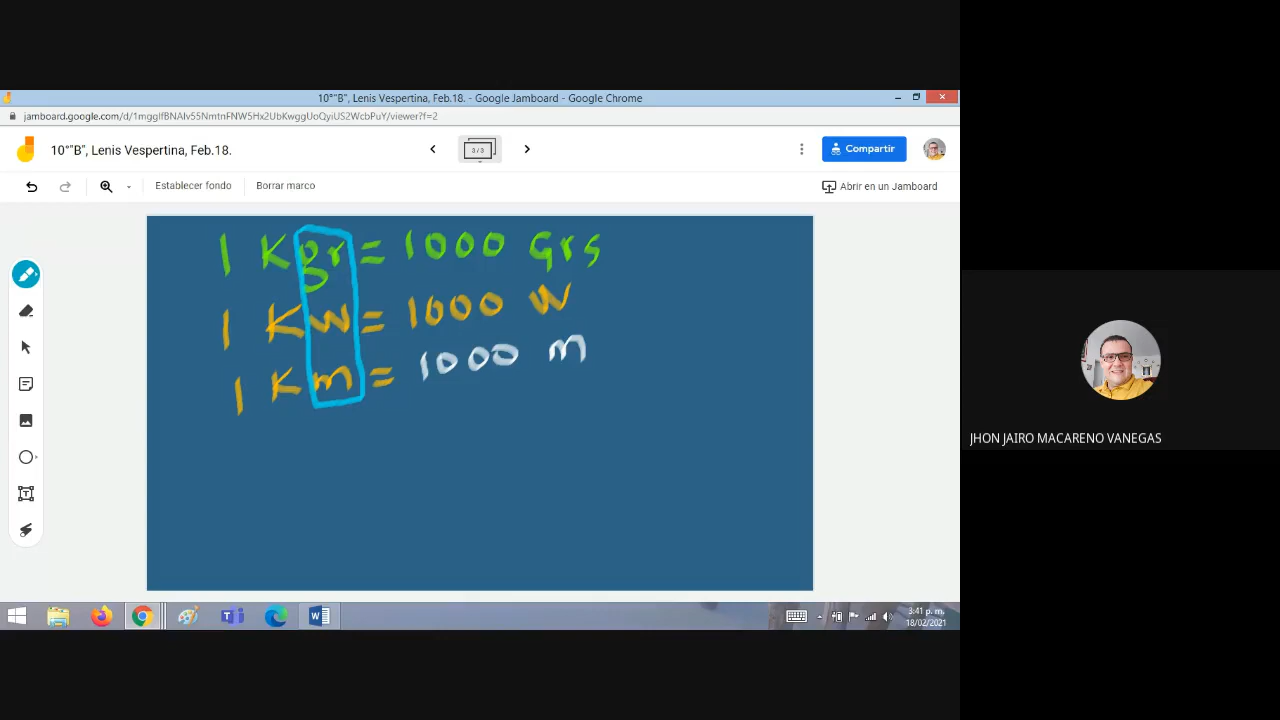 10°"B", Lenis Vespertina, Feb.18. - Google Jamboard - Google Chrome
jamboard.google.com/d/1mgglfBNAlv55NmtnFNW5Hx2UbKwggUoQyiUS2WcbPuY/viewer?f=2
10°"B", Lenis Vespertina, Feb.18.
3/3
Compartir
Establecer fondo
Borrar marco
Abrir en un Jamboard
1 Kgr = 1000 Grs
1 Kw = 1000 W
1 Km = 1000 m
JHON JAIRO MACARENO VANEGAS
3:41 p. m.
18/02/2021